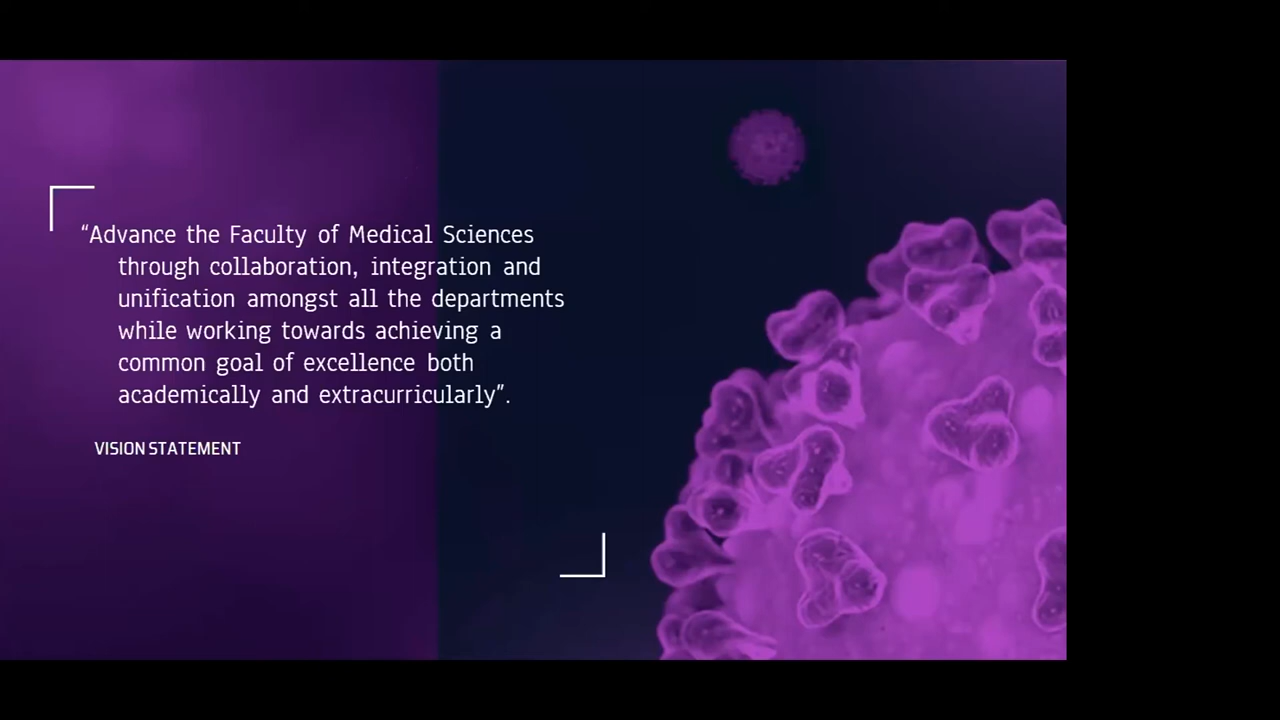 “Advance the Faculty of Medical Sciences
through collaboration, integration and
unification amongst all the departments
while working towards achieving a
common goal of excellence both
academically and extracurricularly”.
VISION STATEMENT